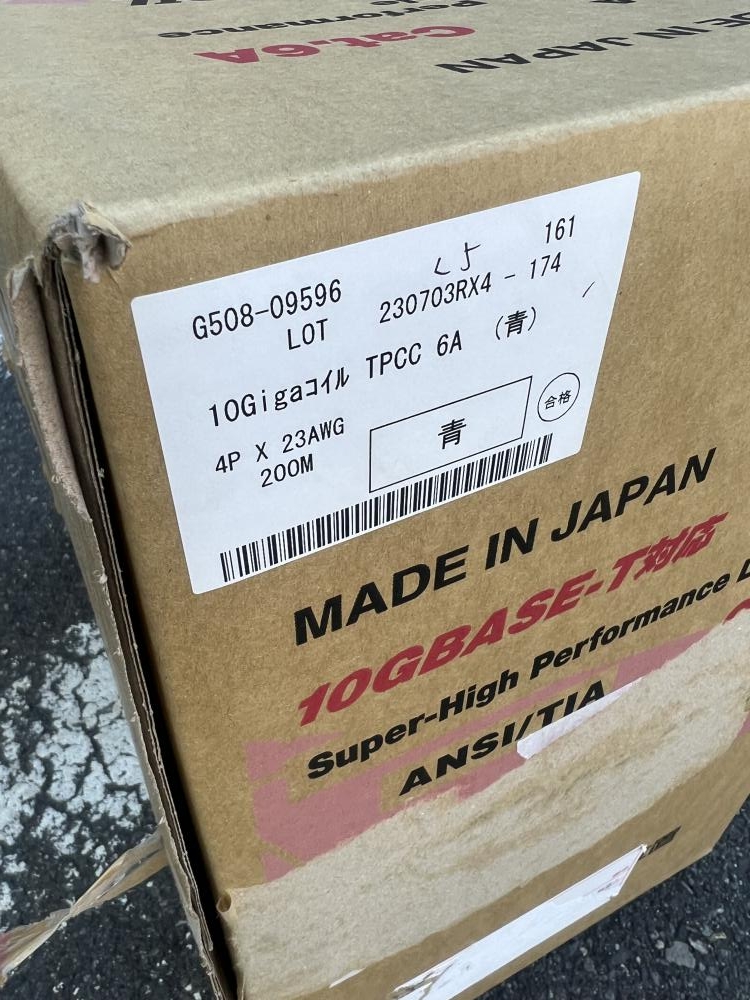 Performance
Cat.6A
IN JAPAN
161
G508-09596
LOT 230703RX4 - 174
10Gigaコイル TPCC 6A (青)
4P X 23AWG
200M
青
合格
MADE IN JAPAN
10GBASE-T対応
Super-High Performance
ANSI/TIA